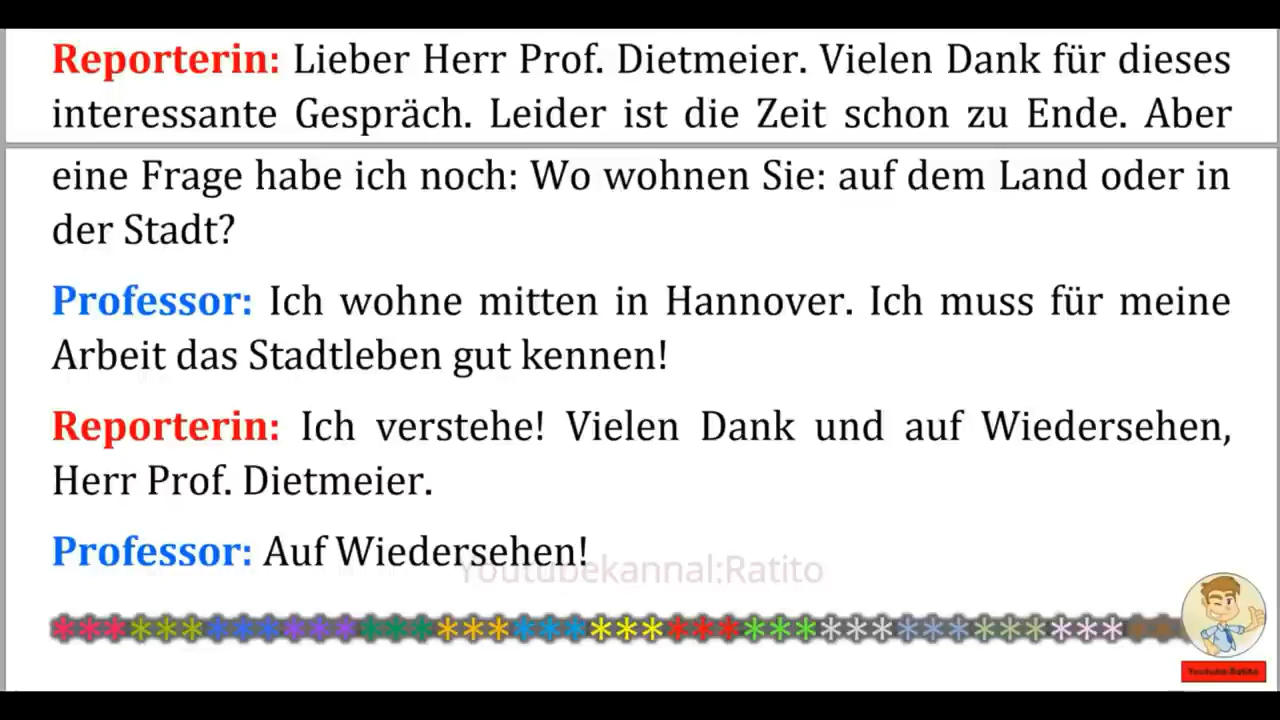 Reporterin: Lieber Herr Prof. Dietmeier. Vielen Dank für dieses
interessante Gespräch. Leider ist die Zeit schon zu Ende. Aber
eine Frage habe ich noch: Wo wohnen Sie: auf dem Land oder in
der Stadt?
Professor: Ich wohne mitten in Hannover. Ich muss für meine
Arbeit das Stadtleben gut kennen!
Reporterin: Ich verstehe! Vielen Dank und auf Wiedersehen,
Herr Prof. Dietmeier.
Professor: Auf Wiedersehen!
Youtubekannal:Ratito
Youtube:Ratito